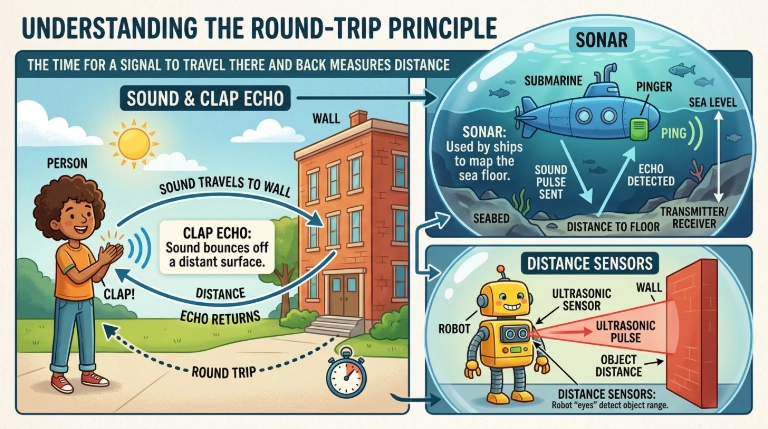 UNDERSTANDING THE ROUND-TRIP PRINCIPLE
THE TIME FOR A SIGNAL TO TRAVEL THERE AND BACK MEASURES DISTANCE
SOUND & CLAP ECHO
WALL
PERSON
SOUND TRAVELS TO WALL
CLAP ECHO:
Sound bounces off
a distant surface.
CLAP!
DISTANCE
ECHO RETURNS
ROUND TRIP
SONAR
SUBMARINE
PINGER
SEA LEVEL
SONAR:
Used by ships
to map the
sea floor.
PING
SOUND
PULSE
SENT
ECHO
DETECTED
SEABED
DISTANCE TO FLOOR
TRANSMITTER/
RECEIVER
DISTANCE SENSORS
ULTRASONIC
SENSOR
WALL
ROBOT
ULTRASONIC
PULSE
OBJECT
DISTANCE
DISTANCE SENSORS:
Robot "eyes" detect object range.